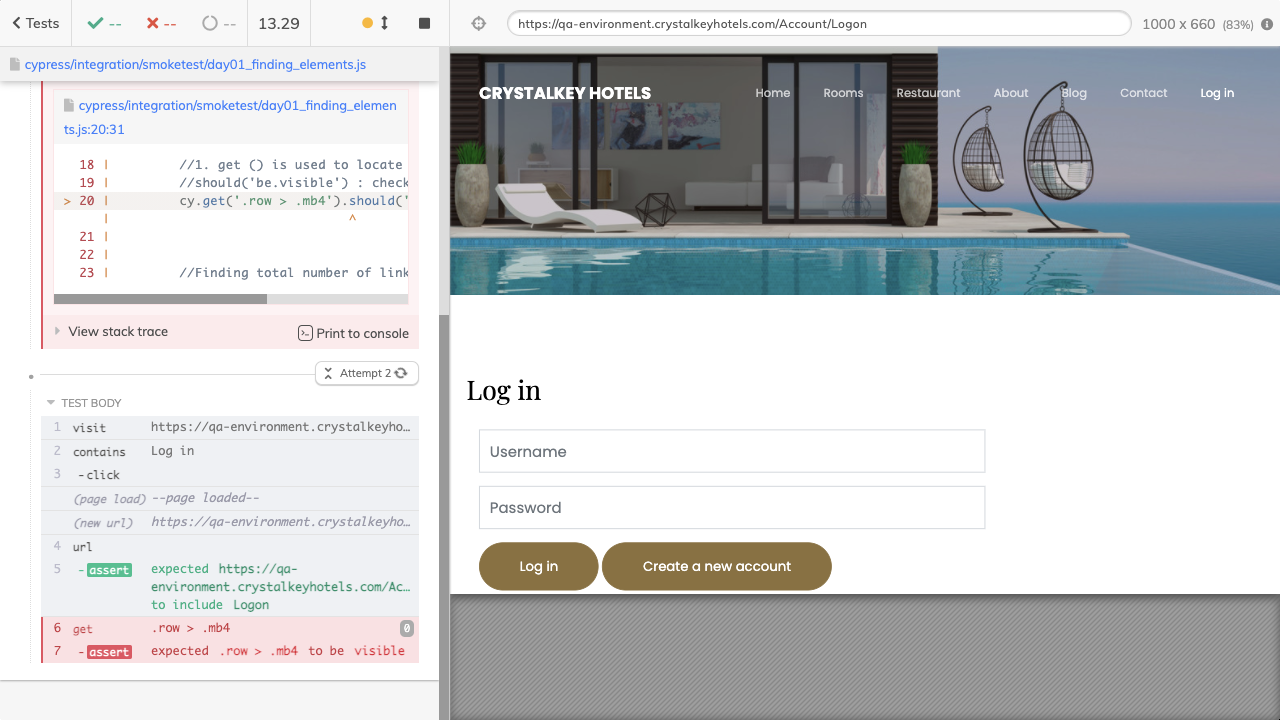 Tests
--
--
--
13.29
https://qa-environment.crystalkeyhotels.com/Account/Logon
1000 x 660 (83%)
cypress/integration/smoketest/day01_finding_elements.js
cypress/integration/smoketest/day01_finding_elemen
ts.js:20:31
18 | //1. get () is used to locate
19 | //should('be.visible') : check
> 20 | cy.get('.row > .mb4').should('
| ^
21 |
22 |
23 | //Finding total number of link
View stack trace
Print to console
Attempt 2
TEST BODY
1 visit https://qa-environment.crystalkeyho…
2 contains Log in
3 -click
(page load) --page loaded--
(new url) https://qa-environment.crystalkeyho…
4 url
5 -assert expected https://qa-
environment.crystalkeyhotels.com/Ac…
to include Logon
6 get .row > .mb4 0
7 -assert expected .row > .mb4 to be visible
CRYSTALKEY HOTELS
Home Rooms Restaurant About Blog Contact Log in
Log in
Username
Password
Log in
Create a new account